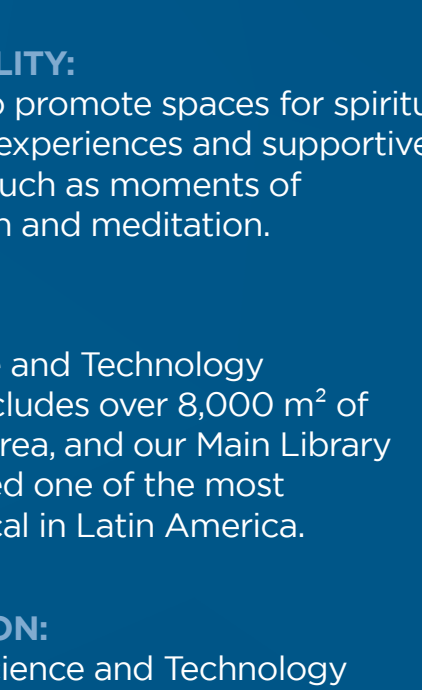 LITY:
o promote spaces for spiritu
experiences and supportive
uch as moments of
n and meditation.
e and Technology
cludes over 8,000 m² of
rea, and our Main Library
ed one of the most
cal in Latin America.
ON:
ience and Technology